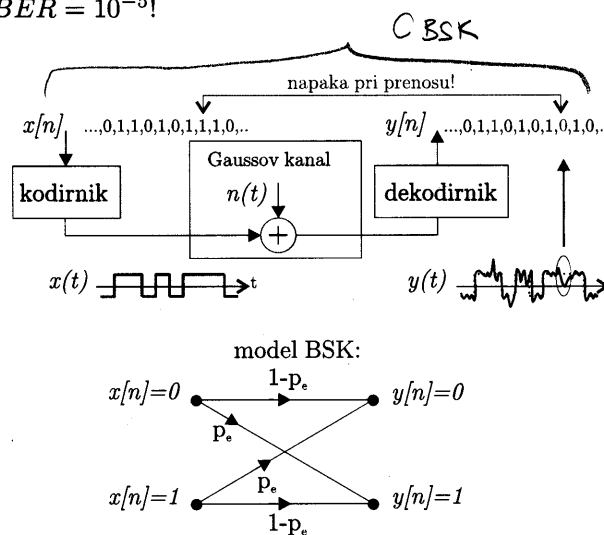 BER = 10⁻⁵!
C BSK
napaka pri prenosu!
x[n] ...,0,1,1,0,1,0,1,1,1,0,.. y[n] ...,0,1,1,0,1,0,1,0,1,0,..
Gaussov kanal
kodirnik n(t) dekodirnik
+
x(t) t y(t)
model BSK:
1-pₑ
x[n]=0 y[n]=0
pₑ
pₑ
x[n]=1 y[n]=1
1-pₑ